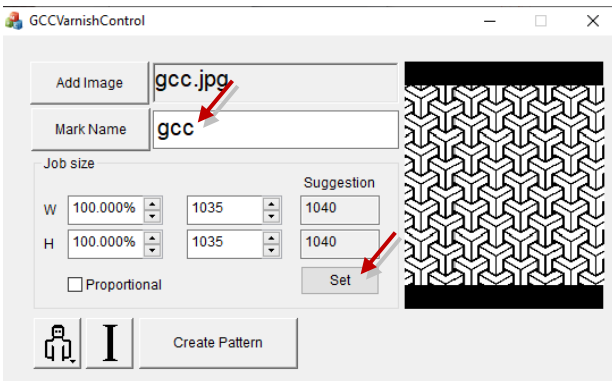 GCCVarnishControl
Add Image gcc.jpg
Mark Name gcc
Job size
Suggestion
W 100.000% 1035 1040
H 100.000% 1035 1040
Proportional Set
I Create Pattern